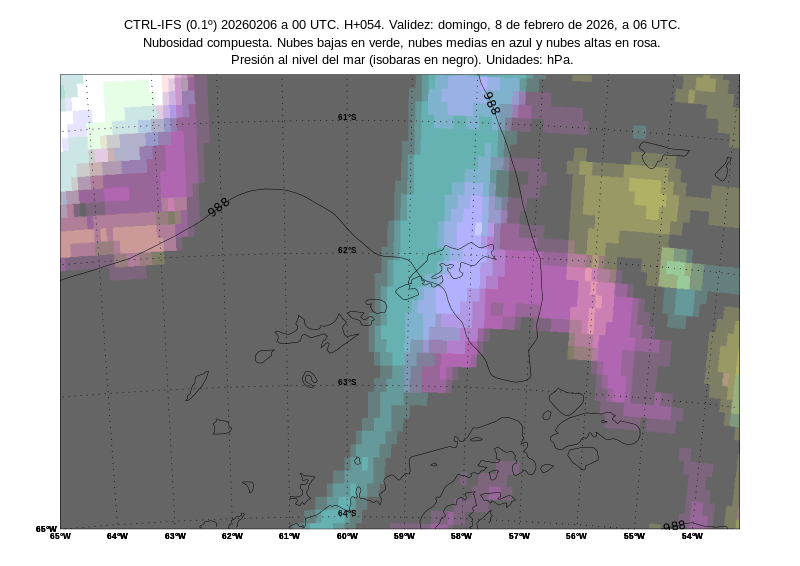 CTRL-IFS (0.1º) 20260206 a 00 UTC. H+054. Validez: domingo, 8 de febrero de 2026, a 06 UTC.
Nubosidad compuesta. Nubes bajas en verde, nubes medias en azul y nubes altas en rosa.
Presión al nivel del mar (isobaras en negro). Unidades: hPa.
988
61°S
988
62°S
63°S
64°S
988
65°W
65°W 64°W 63°W 62°W 61°W 60°W 59°W 58°W 57°W 56°W 55°W 54°W